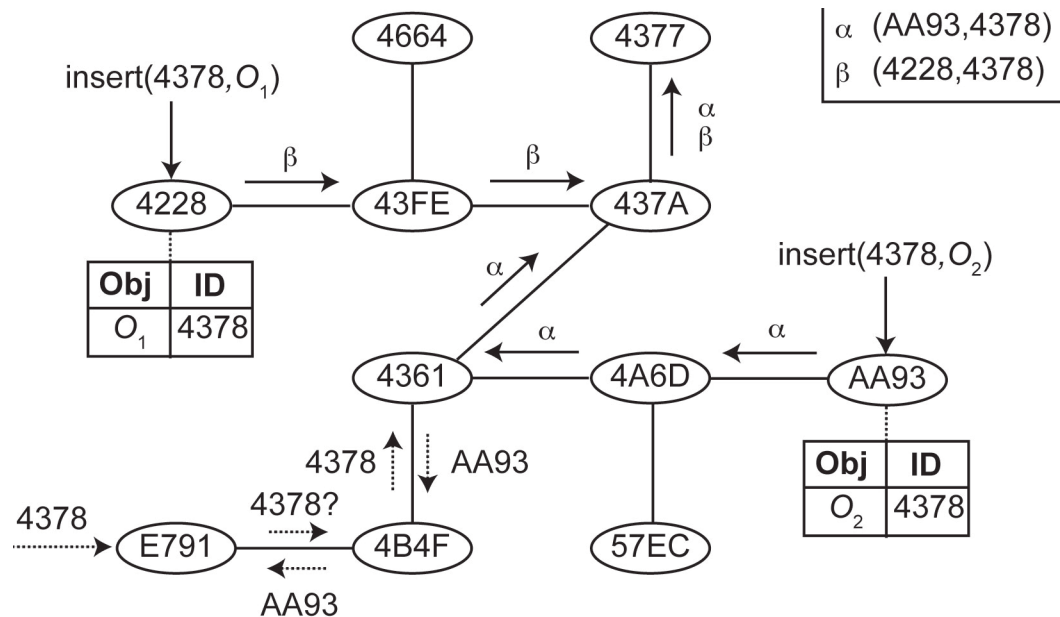 4664
4377
α (AA93,4378)
β (4228,4378)
insert(4378,O₁)
α
β
β
β
4228
43FE
437A
Obj ID
O₁ 4378
α
insert(4378,O₂)
α
α
4361
4A6D
AA93
4378
AA93
Obj ID
O₂ 4378
4378
4378?
E791
4B4F
57EC
AA93